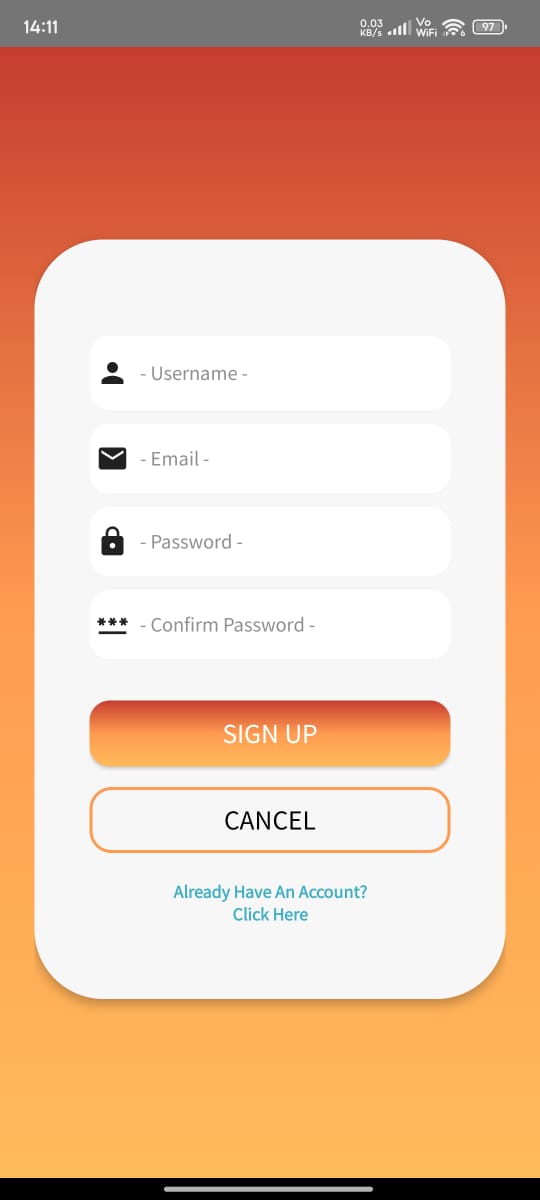 14:11
0.03
KB/s
Vo
WiFi
6
97
- Username -
- Email -
- Password -
*** - Confirm Password -
SIGN UP
CANCEL
Already Have An Account?
Click Here